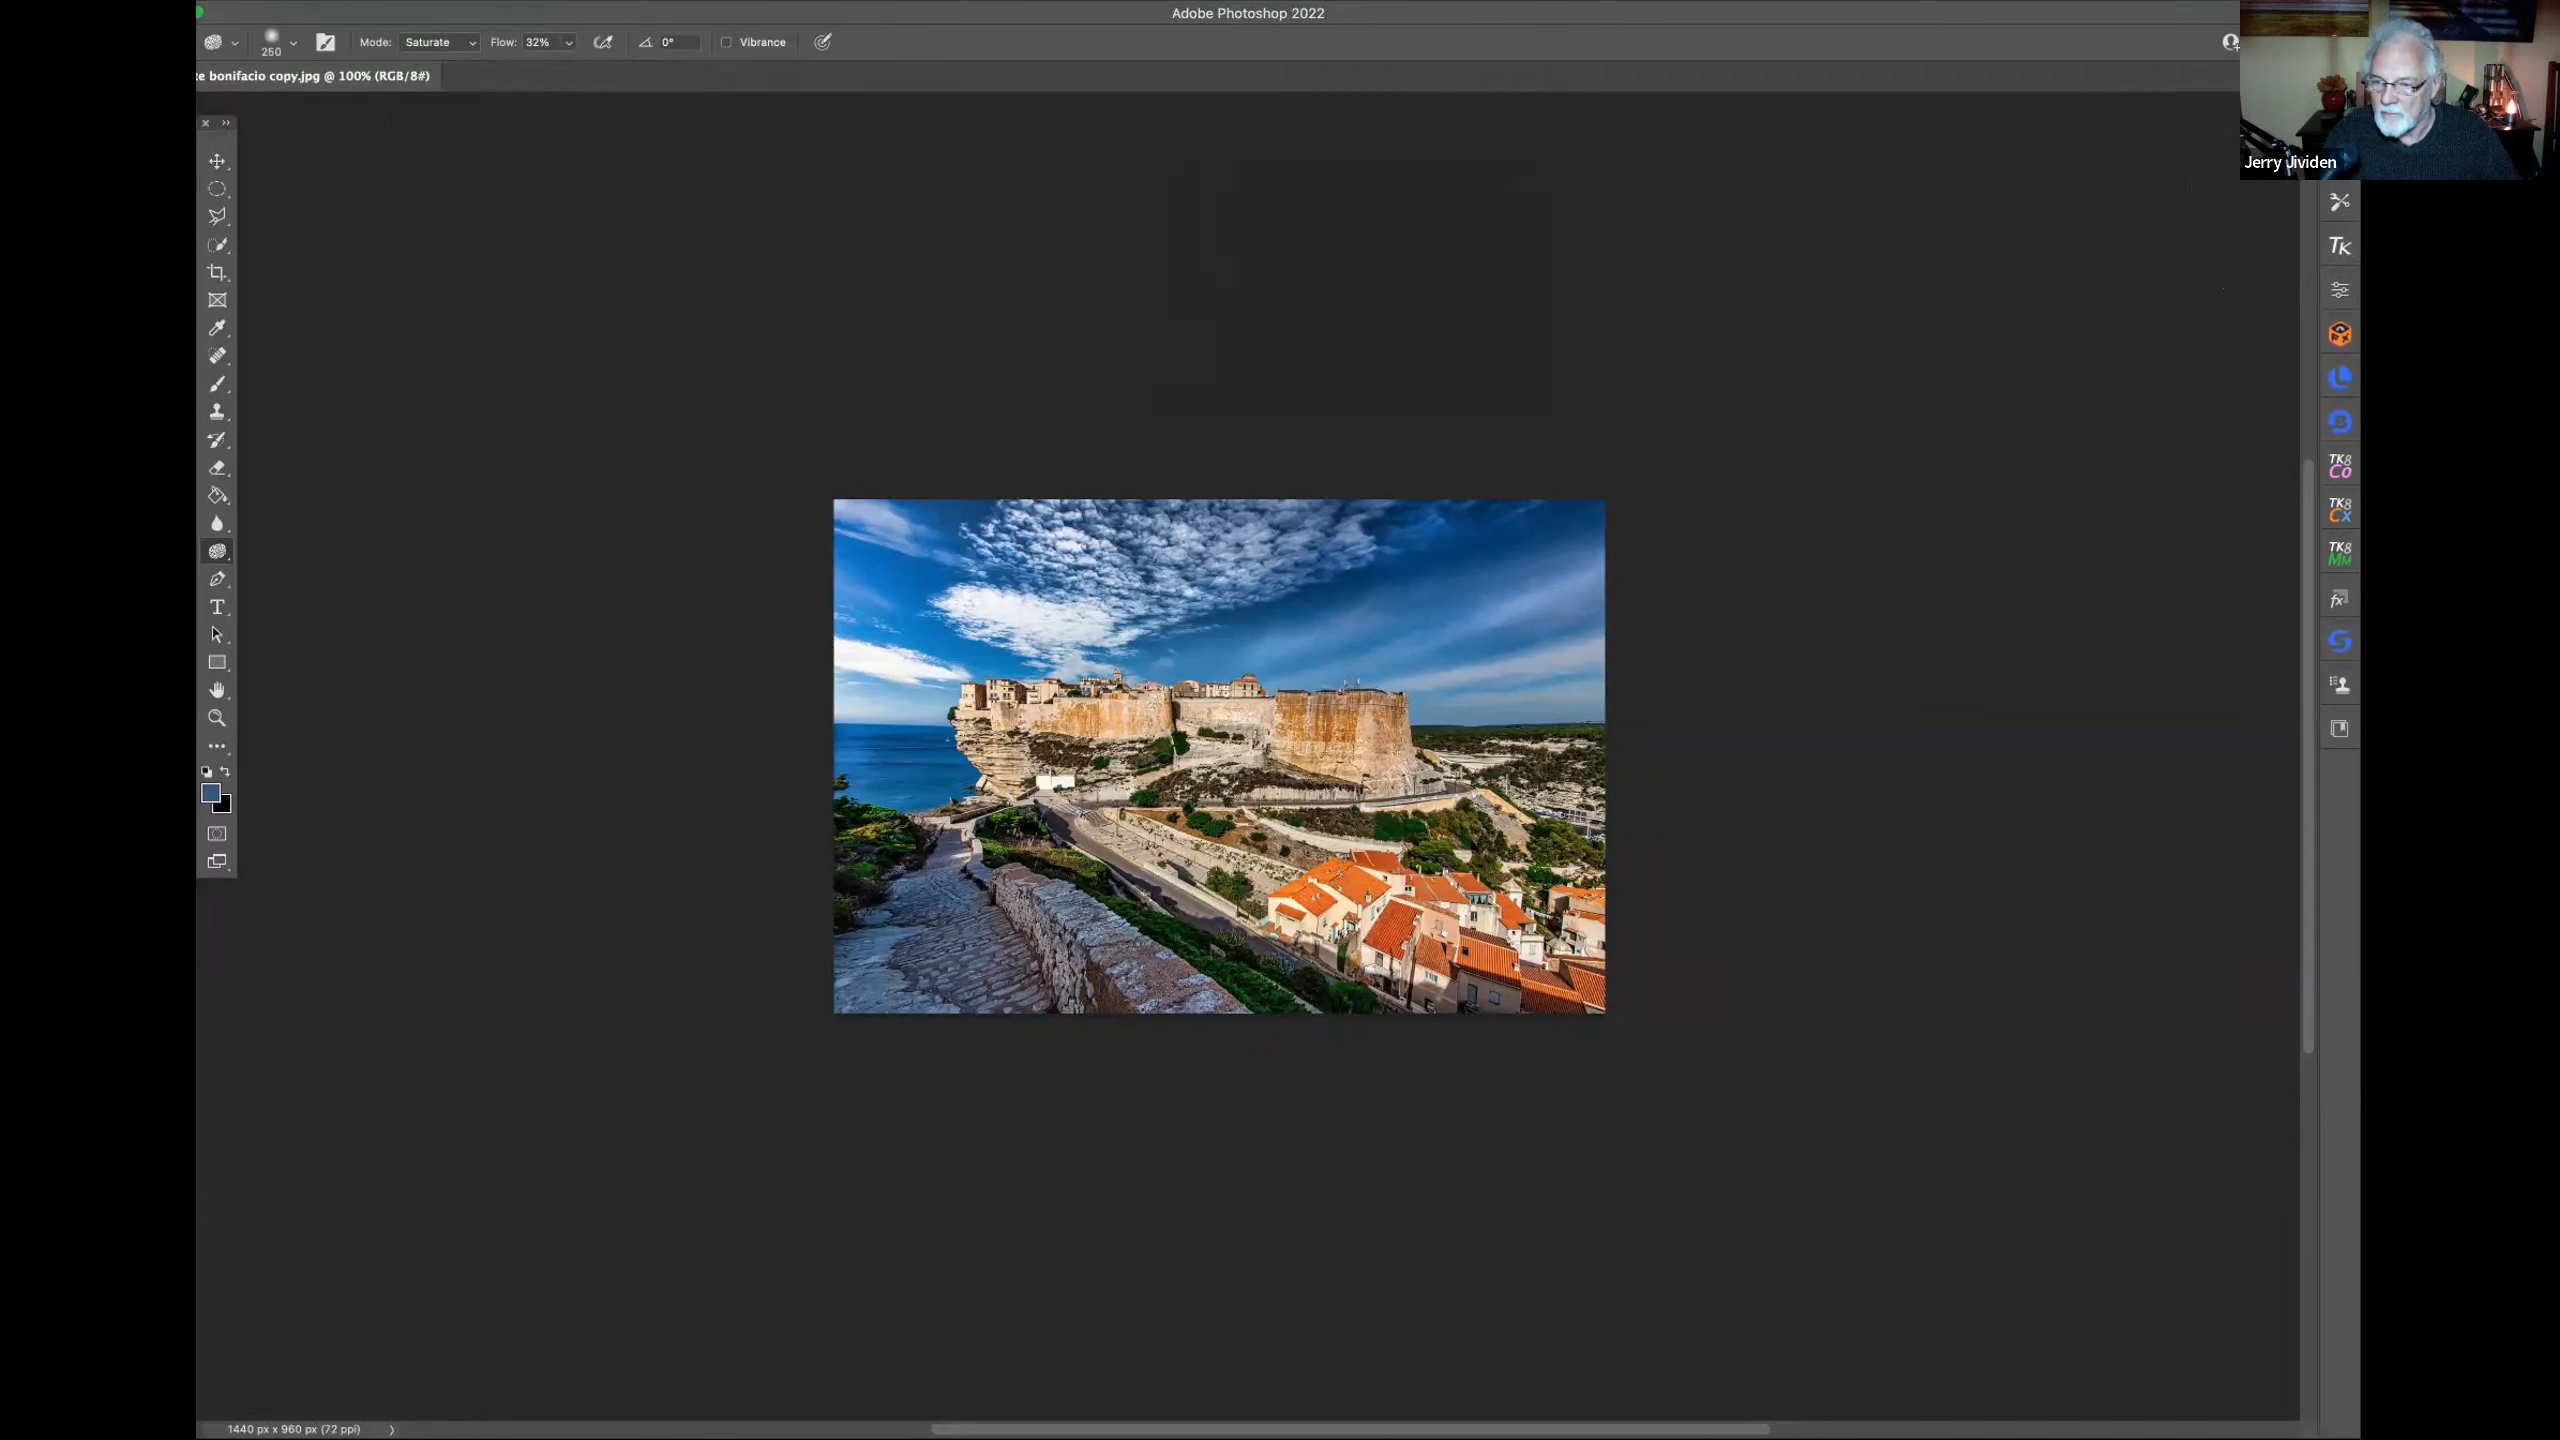 Adobe Photoshop 2022
250
Mode: Saturate Flow: 32% 0° Vibrance
te bonifacio copy.jpg @ 100% (RGB/8#)
Jerry Jividen
TK
TK8
Co
TK8
Cx
TK8
MM
fx
T
1440 px x 960 px (72 ppi)